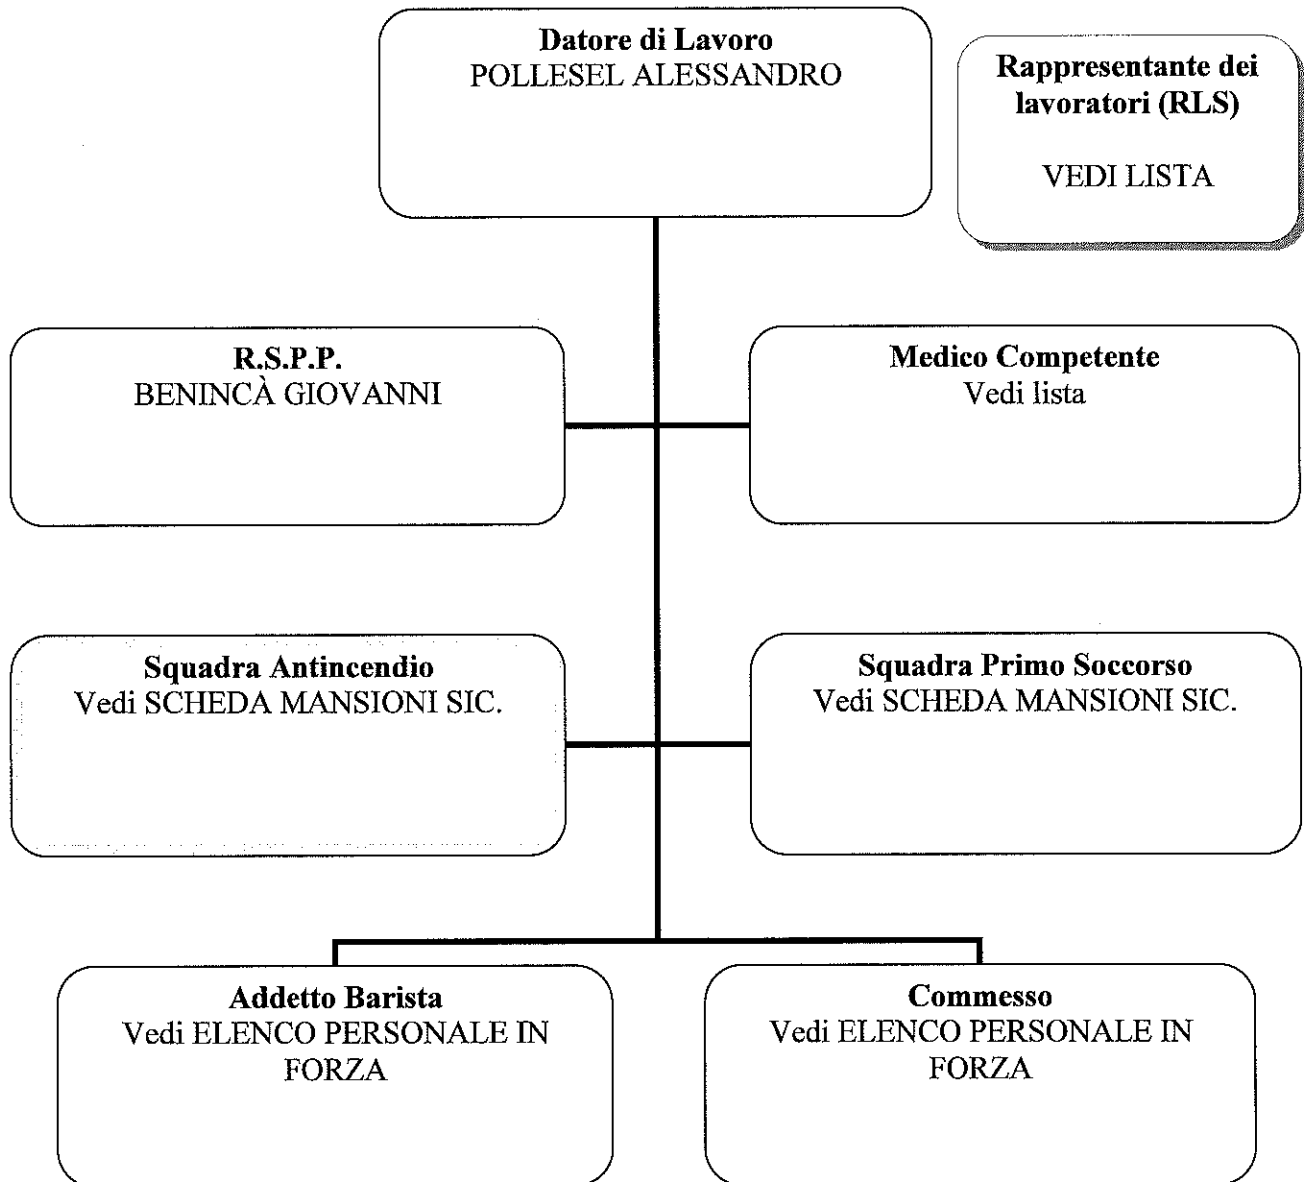 Datore di Lavoro
POLLESEL ALESSANDRO
Rappresentante dei
lavoratori (RLS)
VEDI LISTA
R.S.P.P.
BENINCÀ GIOVANNI
Medico Competente
Vedi lista
Squadra Antincendio
Vedi SCHEDA MANSIONI SIC.
Squadra Primo Soccorso
Vedi SCHEDA MANSIONI SIC.
Addetto Barista
Vedi ELENCO PERSONALE IN
FORZA
Commesso
Vedi ELENCO PERSONALE IN
FORZA